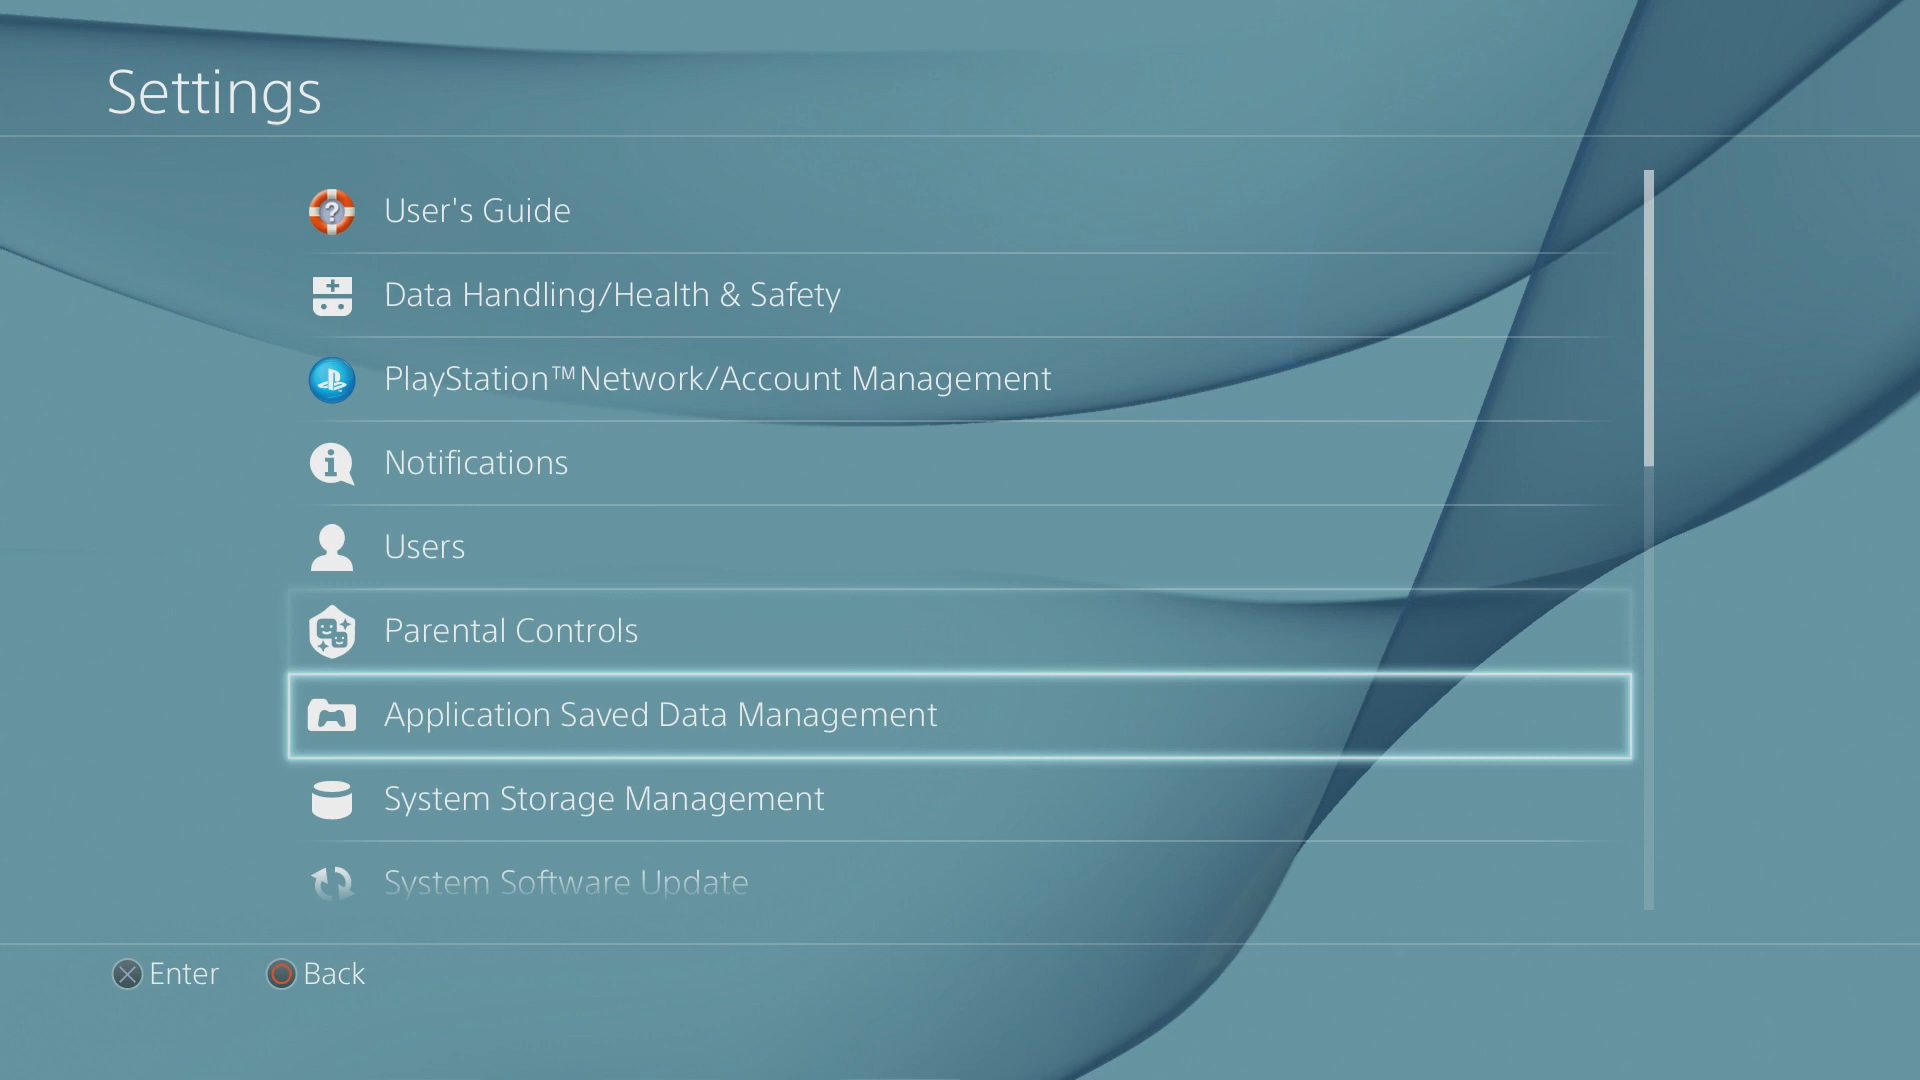 Settings
User's Guide
Data Handling/Health & Safety
PlayStation™Network/Account Management
Notifications
Users
Parental Controls
Application Saved Data Management
System Storage Management
System Software Update
Enter Back